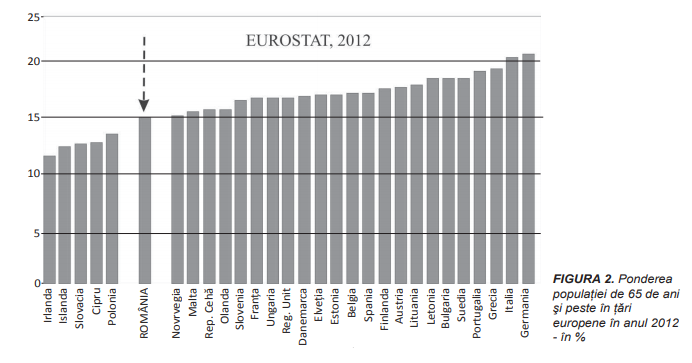 25
EUROSTAT, 2012
20
15
10
5
0
Irlanda
Islanda
Slovacia
Cipru
Polonia
ROMÂNIA
Novrvegia
Malta
Rep. Cehă
Olanda
Slovenia
Franța
Ungaria
Reg. Unit
Danemarca
Elveția
Estonia
Belgia
Spania
Finlanda
Austria
Lituania
Letonia
Bulgaria
Suedia
Portugalia
Grecia
Italia
Germania
FIGURA 2. Ponderea
populației de 65 de ani
şi peste în țări
europene în anul 2012
- în %